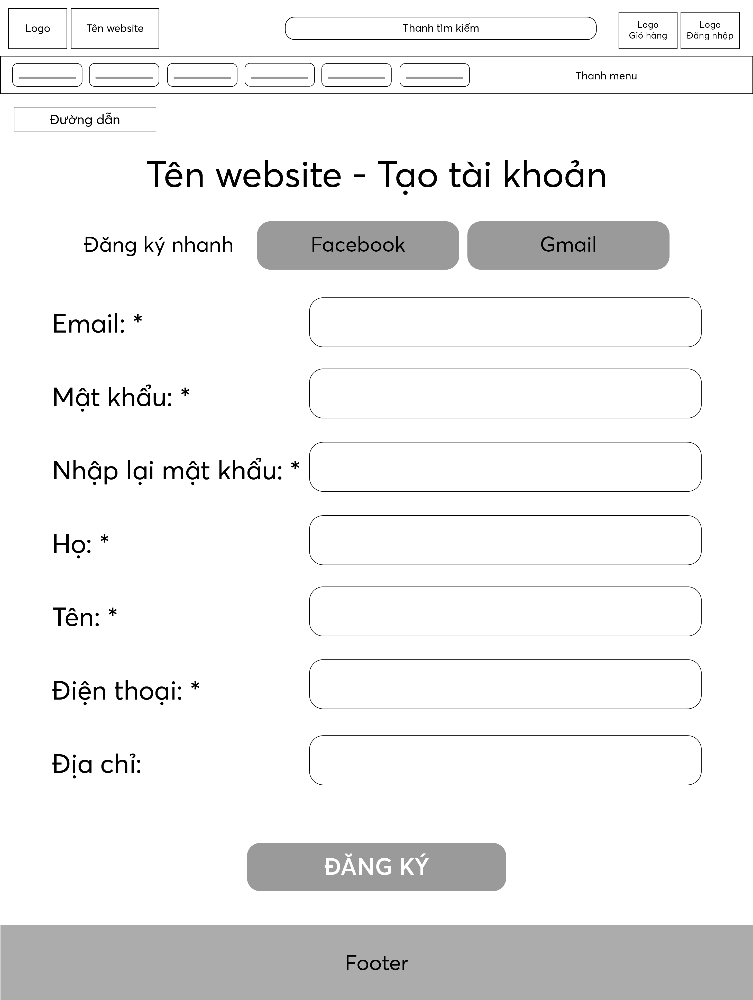 Logo
Tên website
Thanh tìm kiếm
Logo
Giỏ hàng
Logo
Đăng nhập
Thanh menu
Đường dẫn
Tên website - Tạo tài khoản
Đăng ký nhanh
Facebook
Gmail
Email: *
Mật khẩu: *
Nhập lại mật khẩu: *
Họ: *
Tên: *
Điện thoại: *
Địa chỉ:
ĐĂNG KÝ
Footer